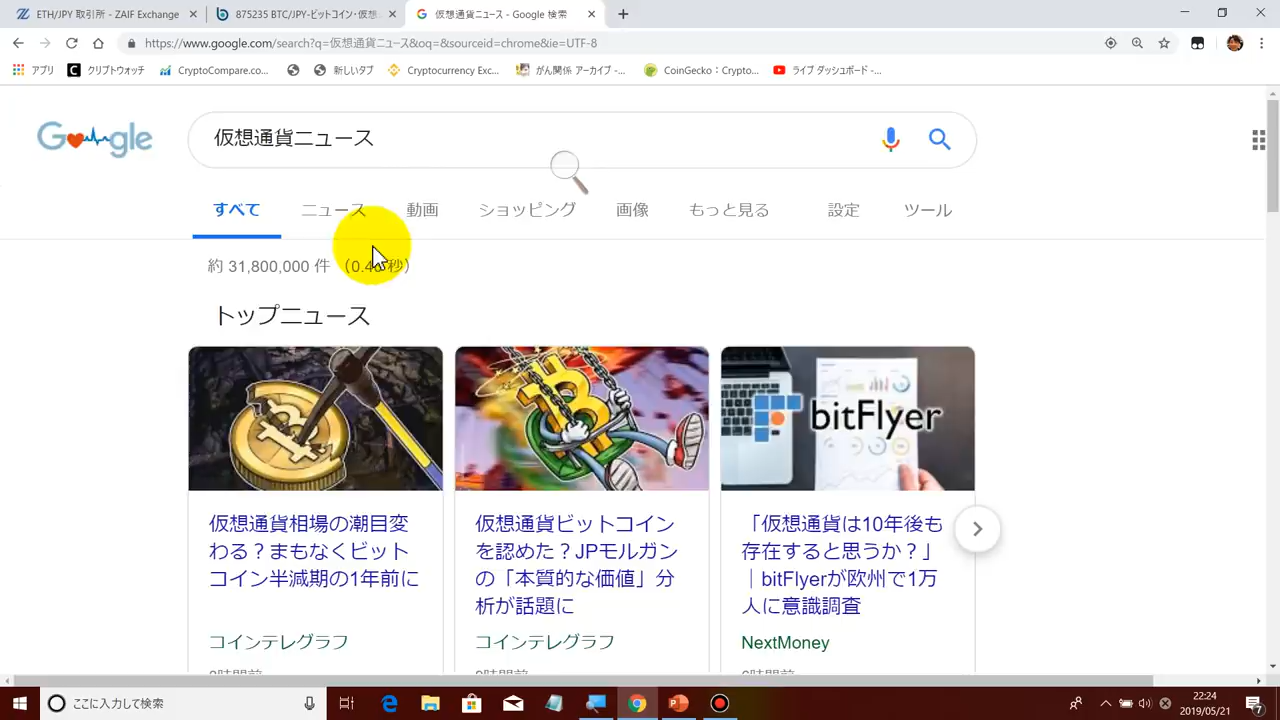 ETH/JPY 取引所 - ZAIF Exchange
875235 BTC/JPY-ビットコイン・仮想
仮想通貨ニュース - Google 検索
https://www.google.com/search?q=仮想通貨ニュース&oq=&sourceid=chrome&ie=UTF-8
アプリ
クリプトウォッチ
CryptoCompare.co...
新しいタブ
Cryptocurrency Exc...
がん関係 アーカイブ -...
CoinGecko：Crypto...
ライブ ダッシュボード -...
Google
仮想通貨ニュース
すべて
ニュース
動画
ショッピング
画像
もっと見る
設定
ツール
約 31,800,000 件
トップニュース
bitFlyer
仮想通貨相場の潮目変
わる？まもなくビット
コイン半減期の1年前に
コインテレグラフ
仮想通貨ビットコイン
を認めた？JPモルガン
の「本質的な価値」分
析が話題に
コインテレグラフ
「仮想通貨は10年後も
存在すると思うか？」
｜bitFlyerが欧州で1万
人に意識調査
NextMoney
ここに入力して検索
22:24
2019/05/21